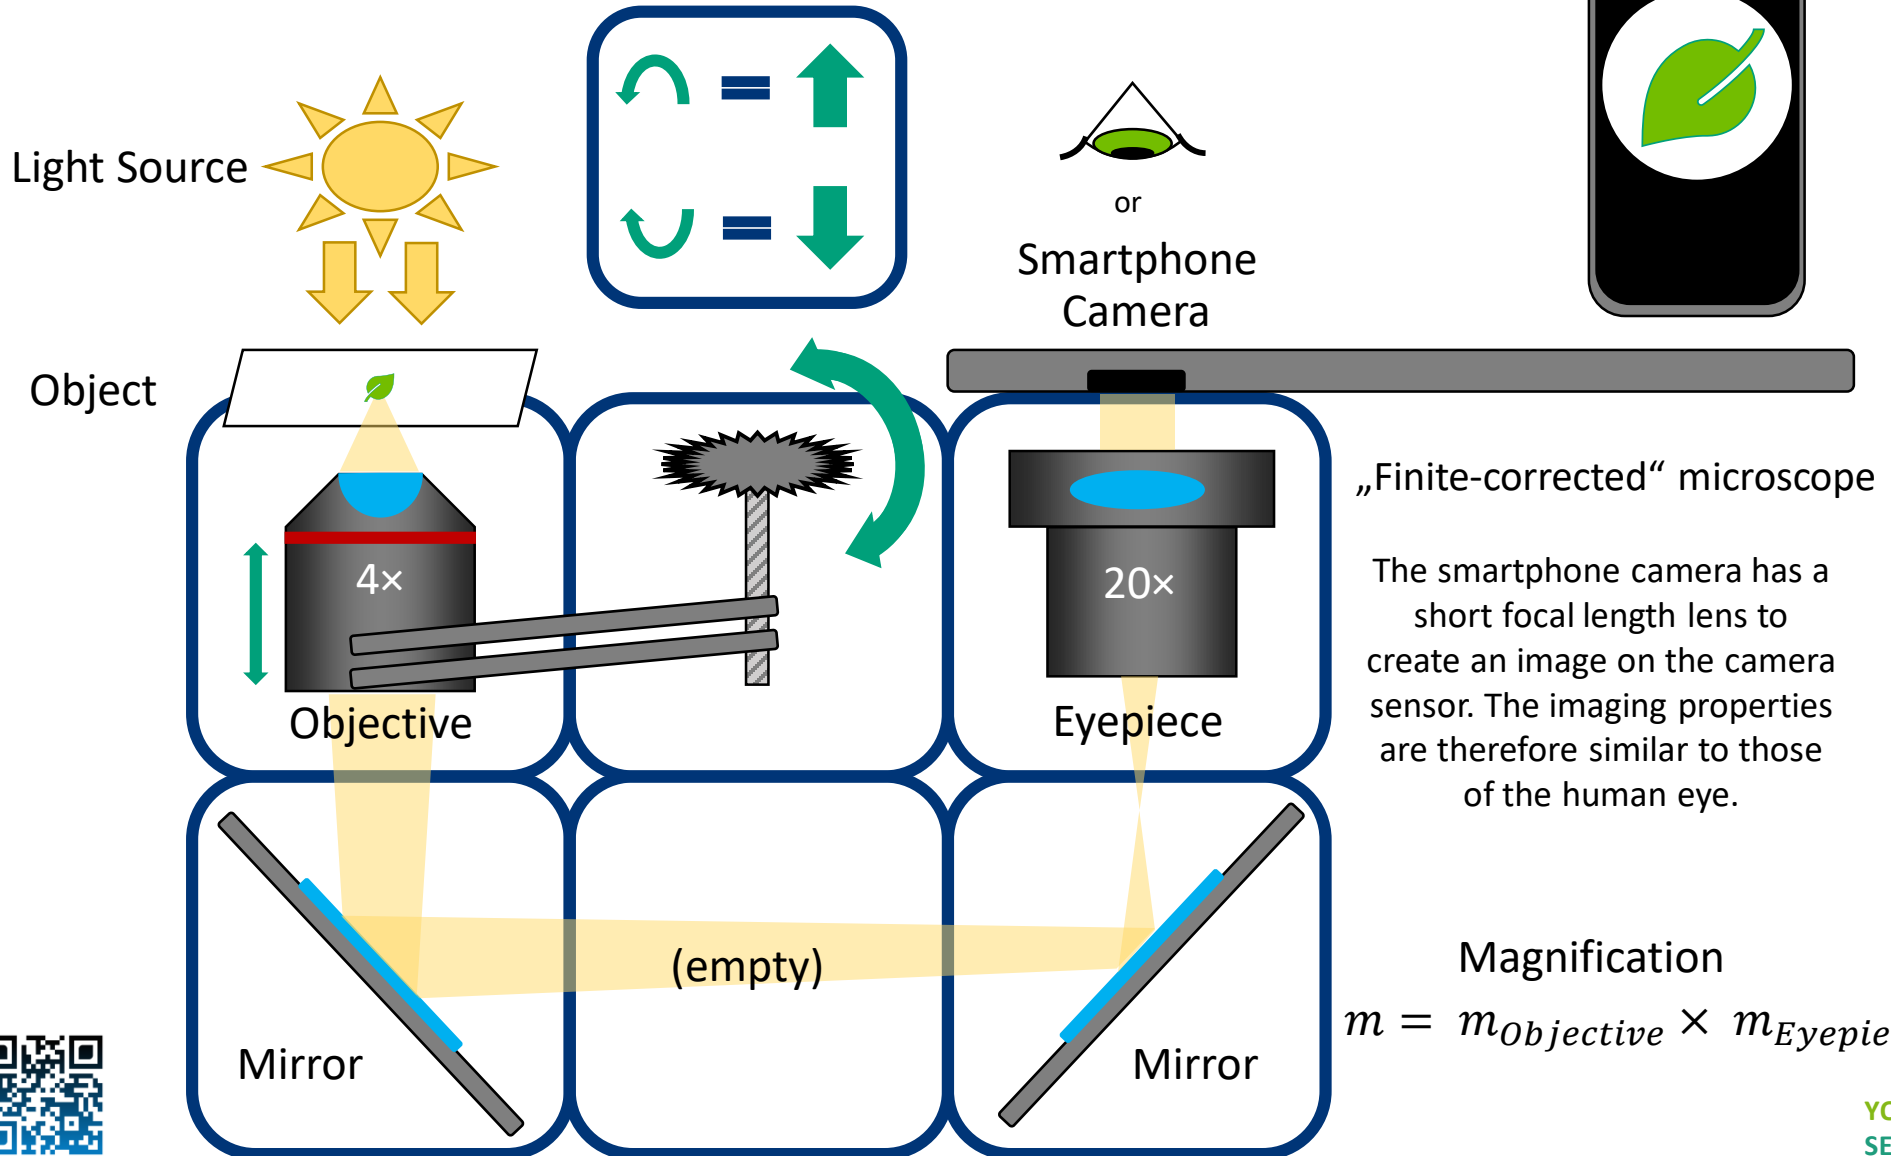 Light Source
or
Smartphone
Camera
Object
„Finite-corrected“ microscope
4×
20×
The smartphone camera has a
short focal length lens to
create an image on the camera
sensor. The imaging properties
are therefore similar to those
of the human eye.
Objective
Eyepiece
(empty)
Magnification
m = m_Objective × m_Eyepie
Mirror
Mirror
YO
SE